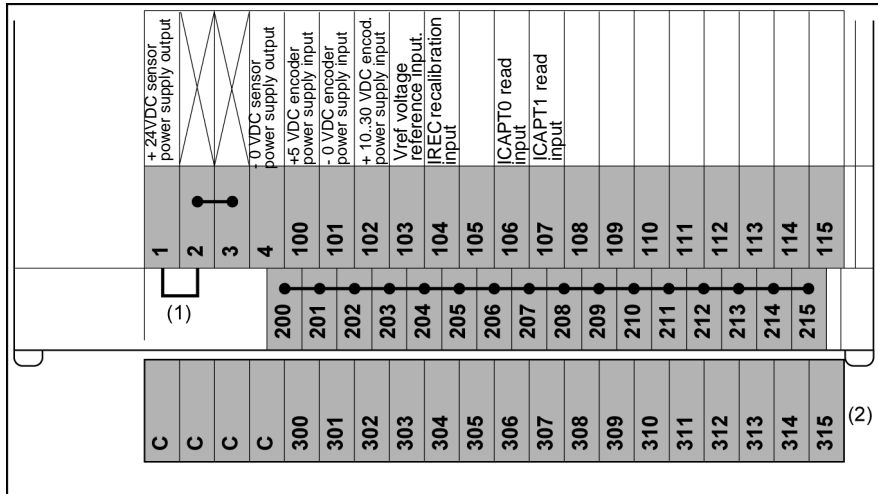 + 24VDC sensor
power supply output
- 0 VDC sensor
power supply output
+5 VDC encoder
power supply input
- 0 VDC encoder
power supply input
+ 10..30 VDC encod.
power supply input
Vref voltage
reference input.
IREC recalibration
input
ICAPT0 read
input
ICAPT1 read
input
1 2 3 4 100 101 102 103 104 105 106 107 108 109 110 111 112 113 114 115
(1)
200 201 202 203 204 205 206 207 208 209 210 211 212 213 214 215
C C C C 300 301 302 303 304 305 306 307 308 309 310 311 312 313 314 315
(2)